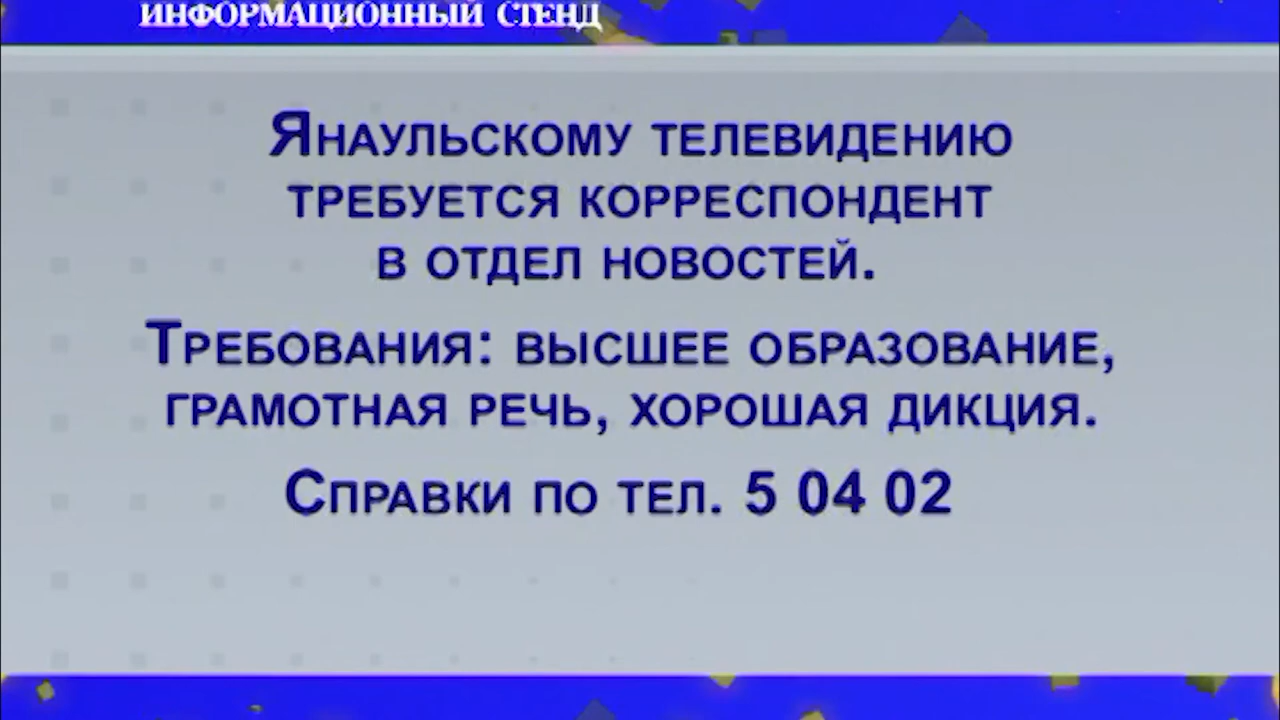 ИНФОРМАЦИОННЫЙ СТЕНД
Янаульскому телевидению
требуется корреспондент
в отдел новостей.
Требования: высшее образование,
грамотная речь, хорошая дикция.
Справки по тел. 5 04 02